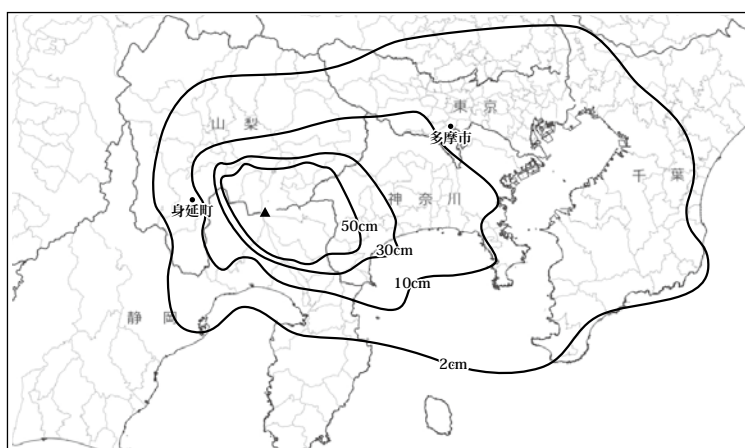 東 京
山 梨
多摩市
千 葉
神 奈 川
身延町
50cm
30cm
10cm
静 岡
2cm